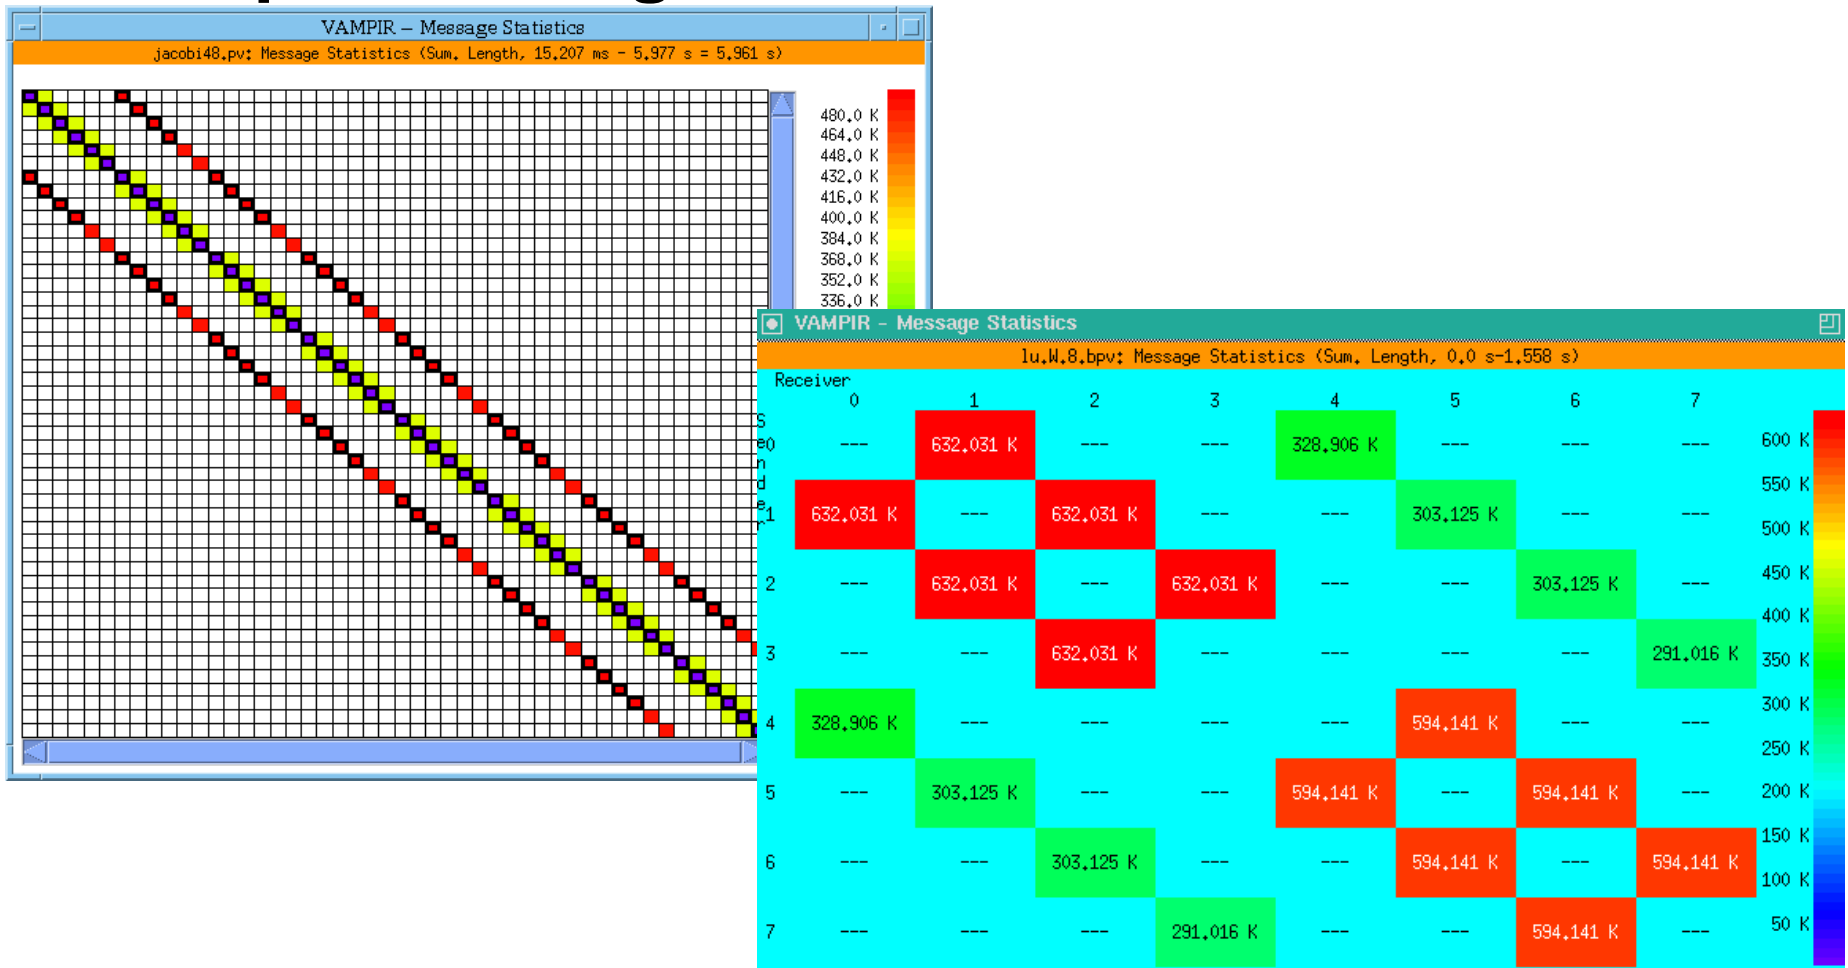 VAMPIR – Message Statistics
jacobi48.pv: Message Statistics (Sum. Length, 15.207 ms - 5.977 s = 5.961 s)
480.0 K
464.0 K
448.0 K
432.0 K
416.0 K
400.0 K
384.0 K
368.0 K
352.0 K
336.0 K
VAMPIR - Message Statistics
lu.W.8.bpv: Message Statistics (Sum. Length, 0.0 s-1.558 s)
Receiver
0 1 2 3 4 5 6 7
Sender
0 --- 632.031 K --- --- 328.906 K --- --- ---
1 632.031 K --- 632.031 K --- --- 303.125 K --- ---
2 --- 632.031 K --- 632.031 K --- --- 303.125 K ---
3 --- --- 632.031 K --- --- --- --- 291.016 K
4 328.906 K --- --- --- --- 594.141 K --- ---
5 --- 303.125 K --- --- 594.141 K --- 594.141 K ---
6 --- --- 303.125 K --- --- 594.141 K --- 594.141 K
7 --- --- --- 291.016 K --- --- 594.141 K ---
600 K
550 K
500 K
450 K
400 K
350 K
300 K
250 K
200 K
150 K
100 K
50 K